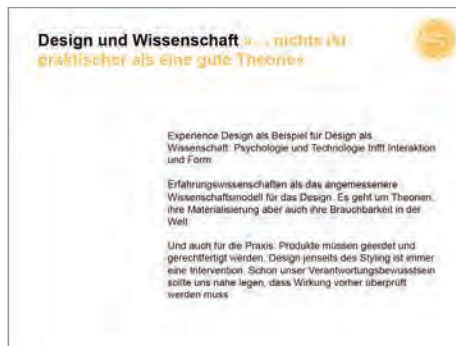 Design und Wissenschaft »... nichts ist
praktischer als eine gute Theorie«
Experience Design als Beispiel für Design als
Wissenschaft: Psychologie und Technologie trifft Interaktion
und Form
Erfahrungswissenschaften als das angemessenere
Wissenschaftsmodell für das Design. Es geht um Theorien,
ihre Materialisierung aber auch ihre Brauchbarkeit in der
Welt
Und auch für die Praxis: Produkte müssen geerdet und
gerechtfertigt werden. Design jenseits des Styling ist immer
eine Intervention. Schon unser Verantwortungsbewusstsein
sollte uns nahe legen, dass Wirkung vorher überprüft
werden muss